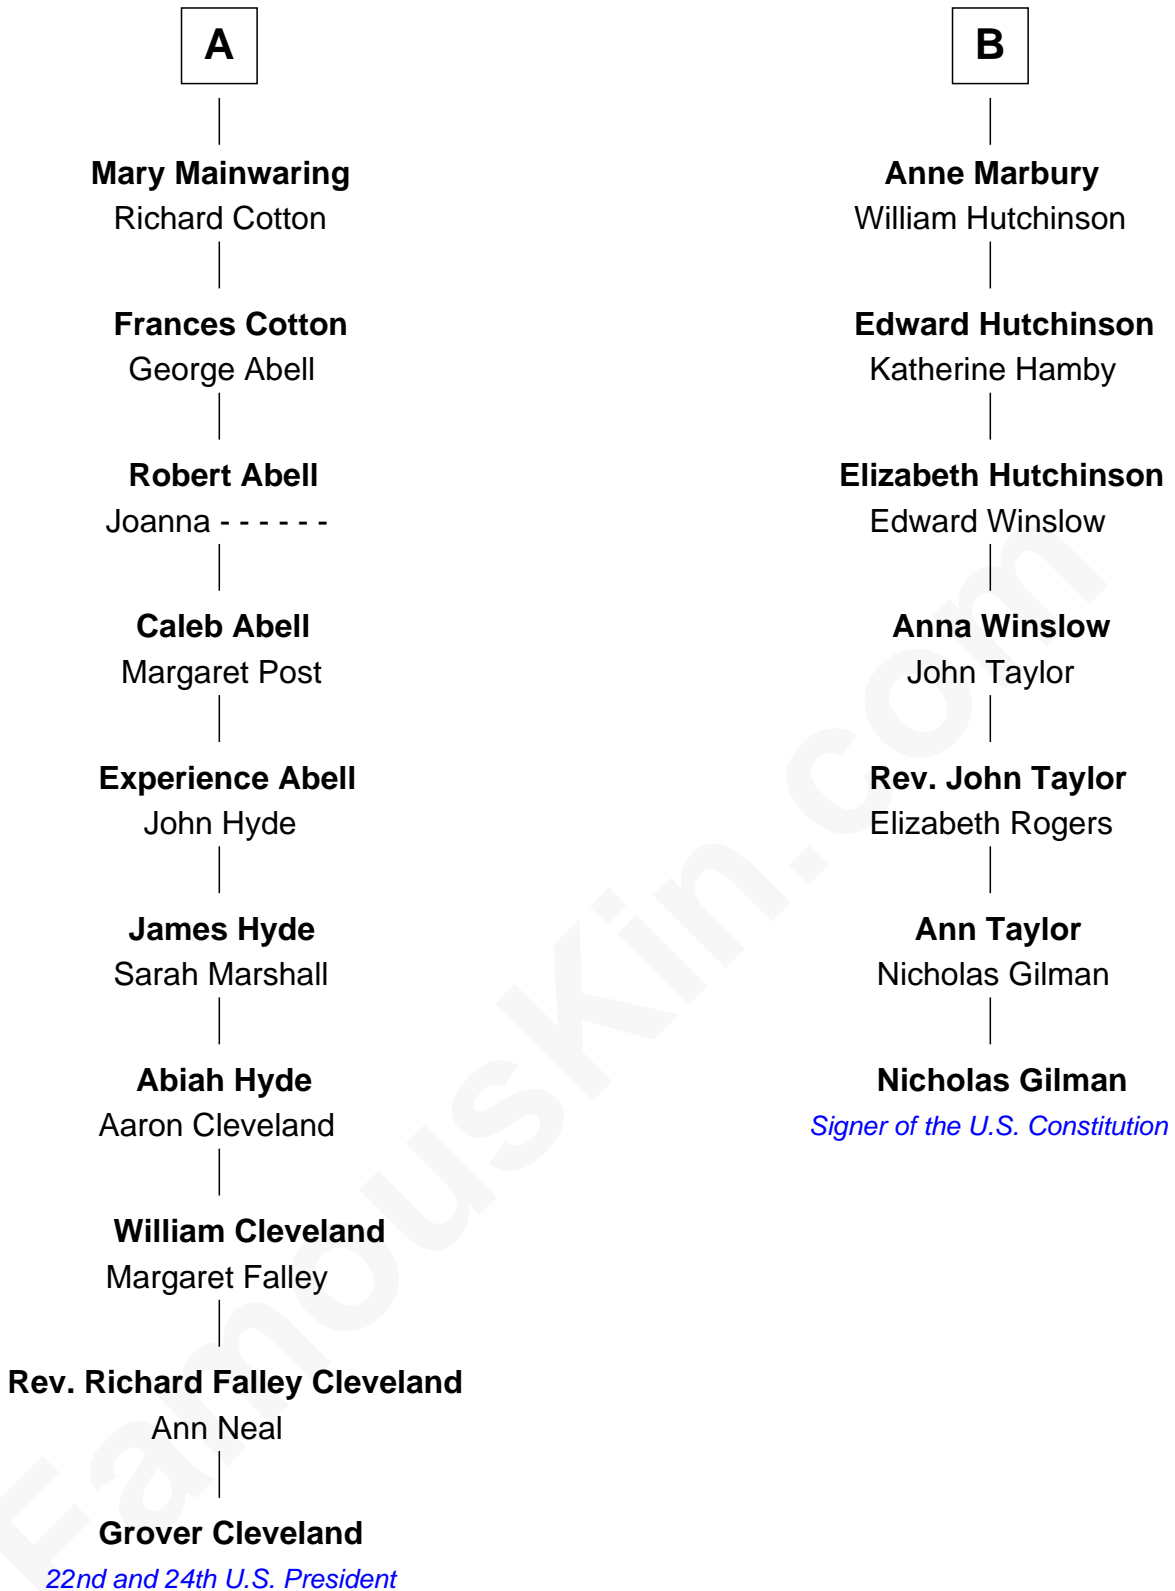 A
Mary Mainwaring
Richard Cotton
Frances Cotton
George Abell
Robert Abell
Joanna - - - - - -
Caleb Abell
Margaret Post
Experience Abell
John Hyde
James Hyde
Sarah Marshall
Abiah Hyde
Aaron Cleveland
William Cleveland
Margaret Falley
Rev. Richard Falley Cleveland
Ann Neal
Grover Cleveland
22nd and 24th U.S. President
B
Anne Marbury
William Hutchinson
Edward Hutchinson
Katherine Hamby
Elizabeth Hutchinson
Edward Winslow
Anna Winslow
John Taylor
Rev. John Taylor
Elizabeth Rogers
Ann Taylor
Nicholas Gilman
Nicholas Gilman
Signer of the U.S. Constitution
FamousKin.com